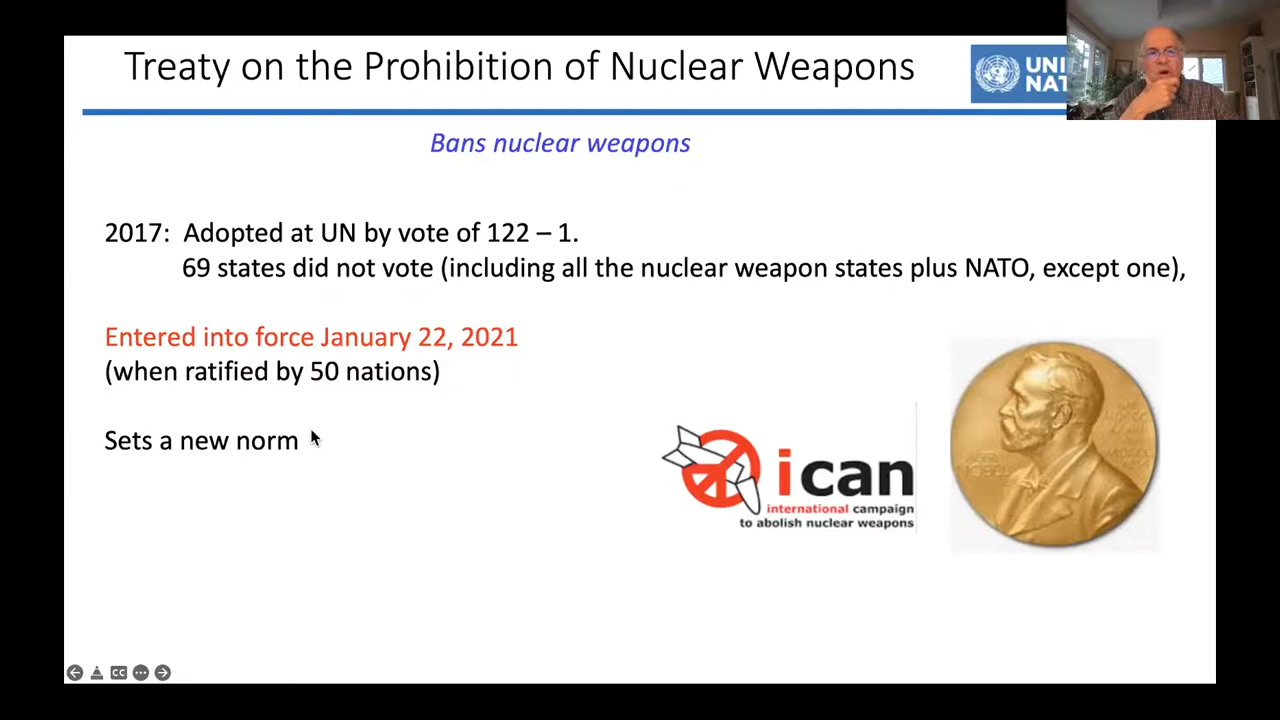 Treaty on the Prohibition of Nuclear Weapons
Bans nuclear weapons
2017: Adopted at UN by vote of 122 – 1.
69 states did not vote (including all the nuclear weapon states plus NATO, except one),
Entered into force January 22, 2021
(when ratified by 50 nations)
Sets a new norm
ican
international campaign
to abolish nuclear weapons
NOBEL
CC